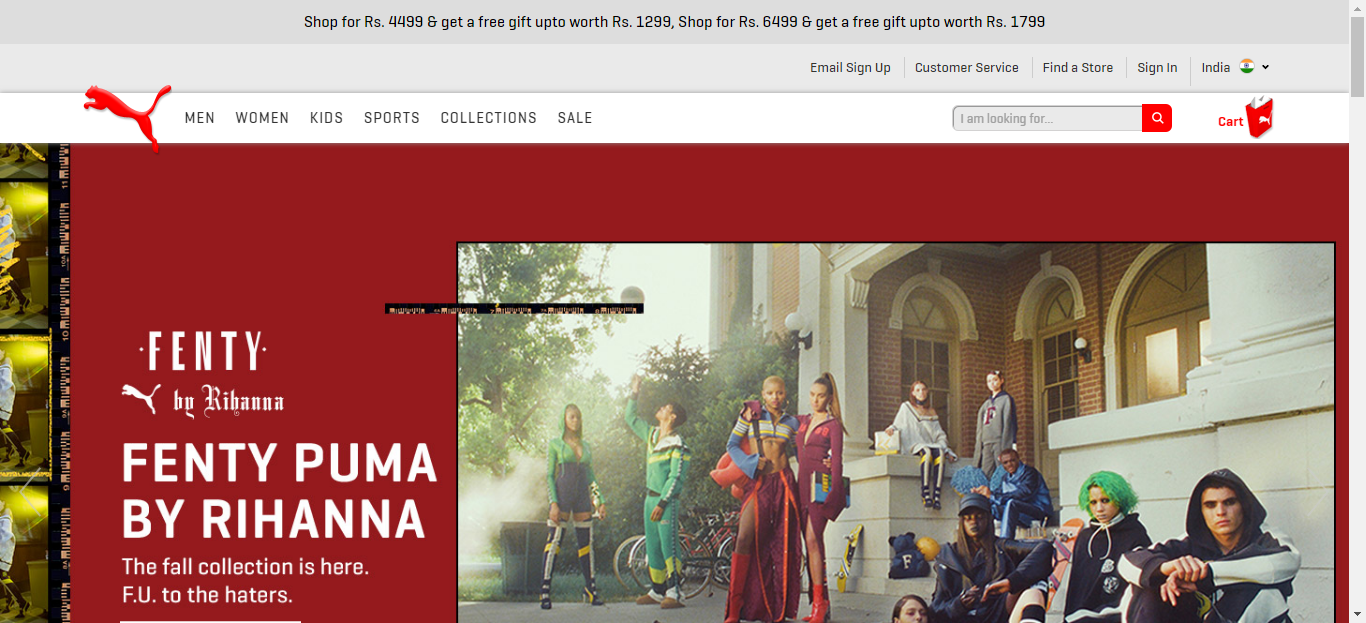 Shop for Rs. 4499 & get a free gift upto worth Rs. 1299, Shop for Rs. 6499 & get a free gift upto worth Rs. 1799
Email Sign Up Customer Service Find a Store Sign In India
MEN WOMEN KIDS SPORTS COLLECTIONS SALE I am looking for... Cart
·FENTY·
by Rihanna
FENTY PUMA
BY RIHANNA
The fall collection is here.
F.U. to the haters.
F
F